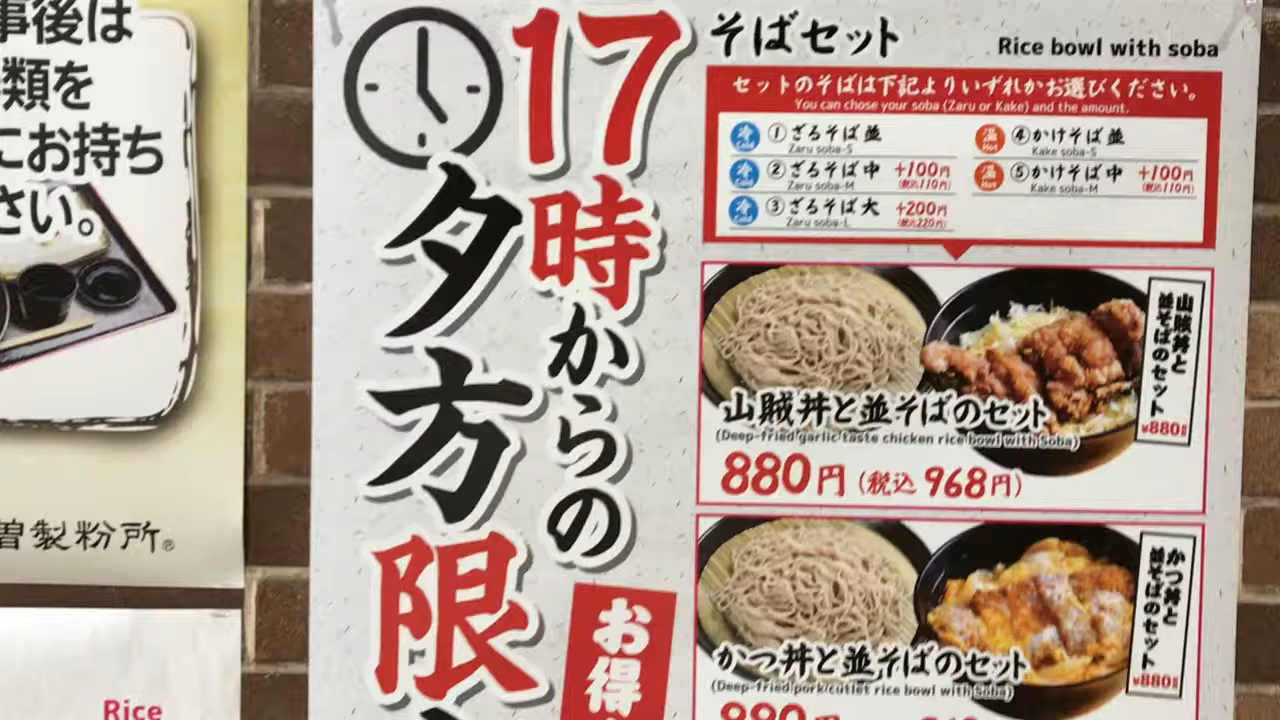 事後は
類を
にお持ち
さい。
製粉所®
Rice
17時からの
夕方限
お得
そばセット
Rice bowl with soba
セットのそばは下記よりいずれかお選びください。
You can chose your soba (Zaru or Kake) and the amount.
冷 Cold ①ざるそば並
Zaru soba-S
冷 Cold ②ざるそば中 +100円
Zaru soba-M (税込110円)
冷 Cold ③ざるそば大 +200円
Zaru soba-L (税込220円)
温 Hot ④かけそば並
Kake soba-S
温 Hot ⑤かけそば中 +100円
Kake soba-M (税込110円)
山賊丼と
並そばのセット
¥880
山賊丼と並そばのセット
(Deep-fried garlic taste chicken rice bowl with Soba)
880円 (税込 968円)
かつ丼と
並そばのセット
¥880
かつ丼と並そばのセット
(Deep-fried pork cutlet rice bowl with Soba)
880円